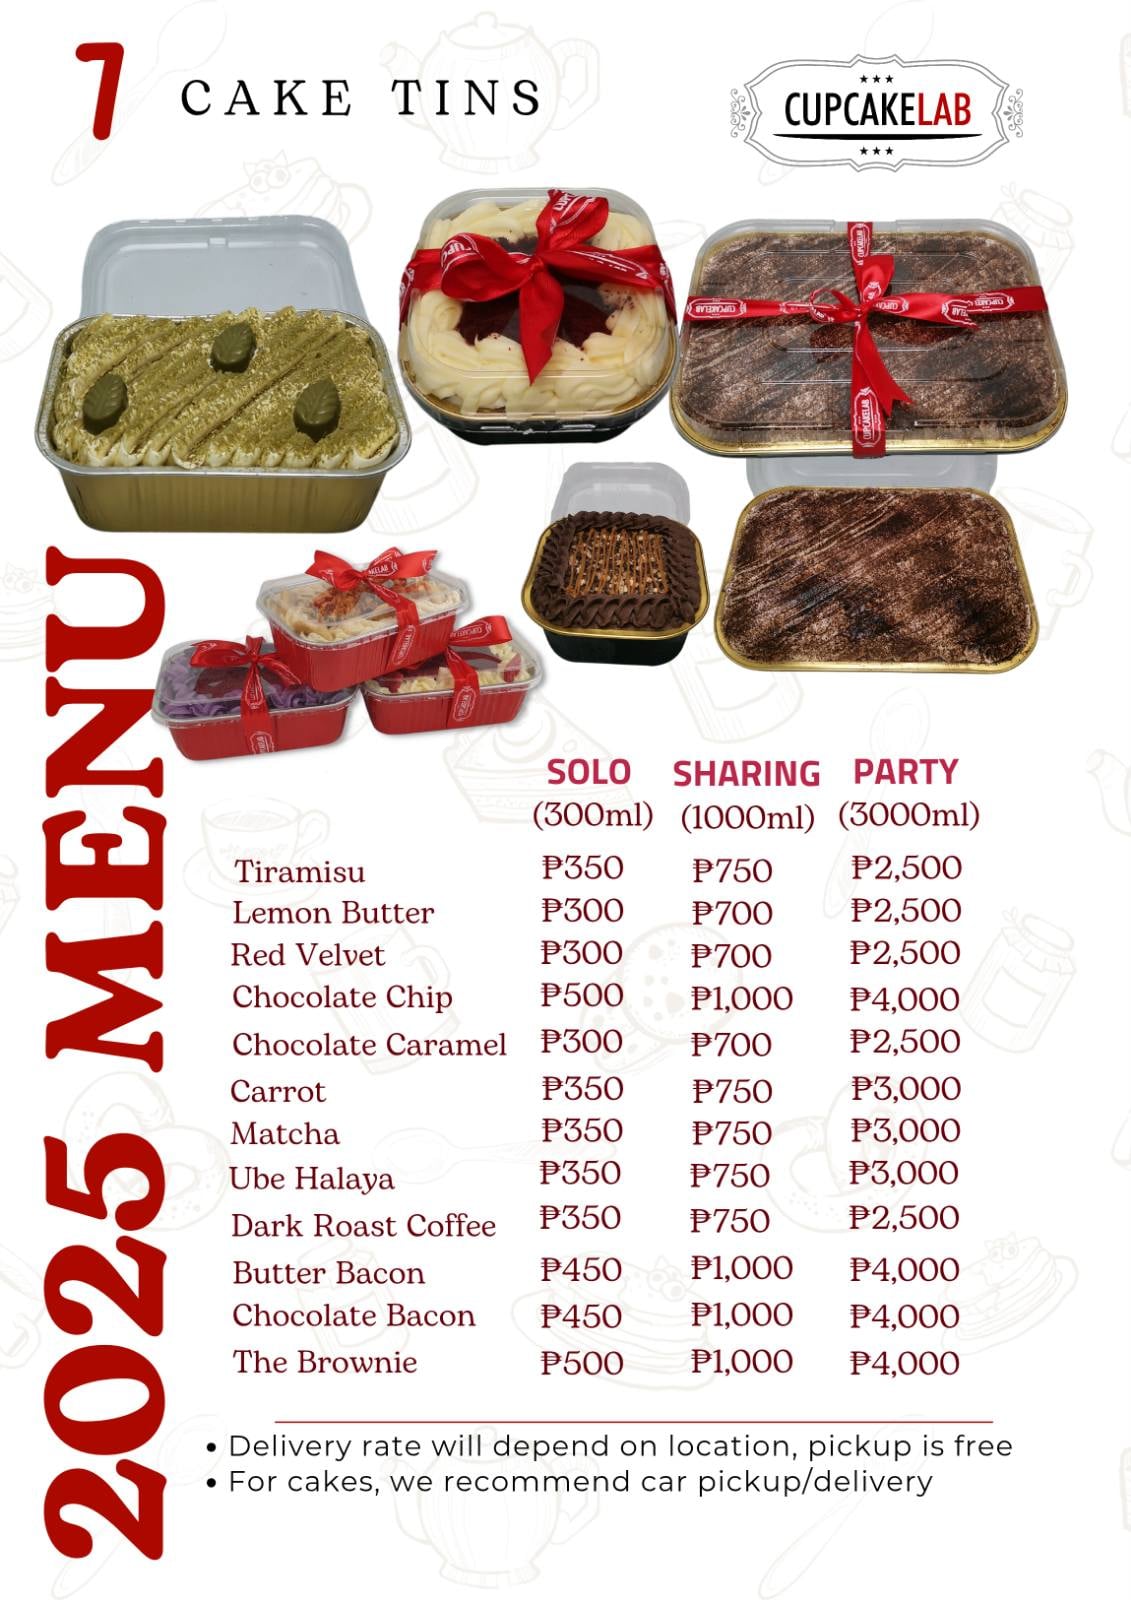 7 CAKE TINS
CUPCAKELAB
2025 MENU
SOLO SHARING PARTY
(300ml) (1000ml) (3000ml)
Tiramisu ₱350 ₱750 ₱2,500
Lemon Butter ₱300 ₱700 ₱2,500
Red Velvet ₱300 ₱700 ₱2,500
Chocolate Chip ₱500 ₱1,000 ₱4,000
Chocolate Caramel ₱300 ₱700 ₱2,500
Carrot ₱350 ₱750 ₱3,000
Matcha ₱350 ₱750 ₱3,000
Ube Halaya ₱350 ₱750 ₱3,000
Dark Roast Coffee ₱350 ₱750 ₱2,500
Butter Bacon ₱450 ₱1,000 ₱4,000
Chocolate Bacon ₱450 ₱1,000 ₱4,000
The Brownie ₱500 ₱1,000 ₱4,000
• Delivery rate will depend on location, pickup is free
• For cakes, we recommend car pickup/delivery